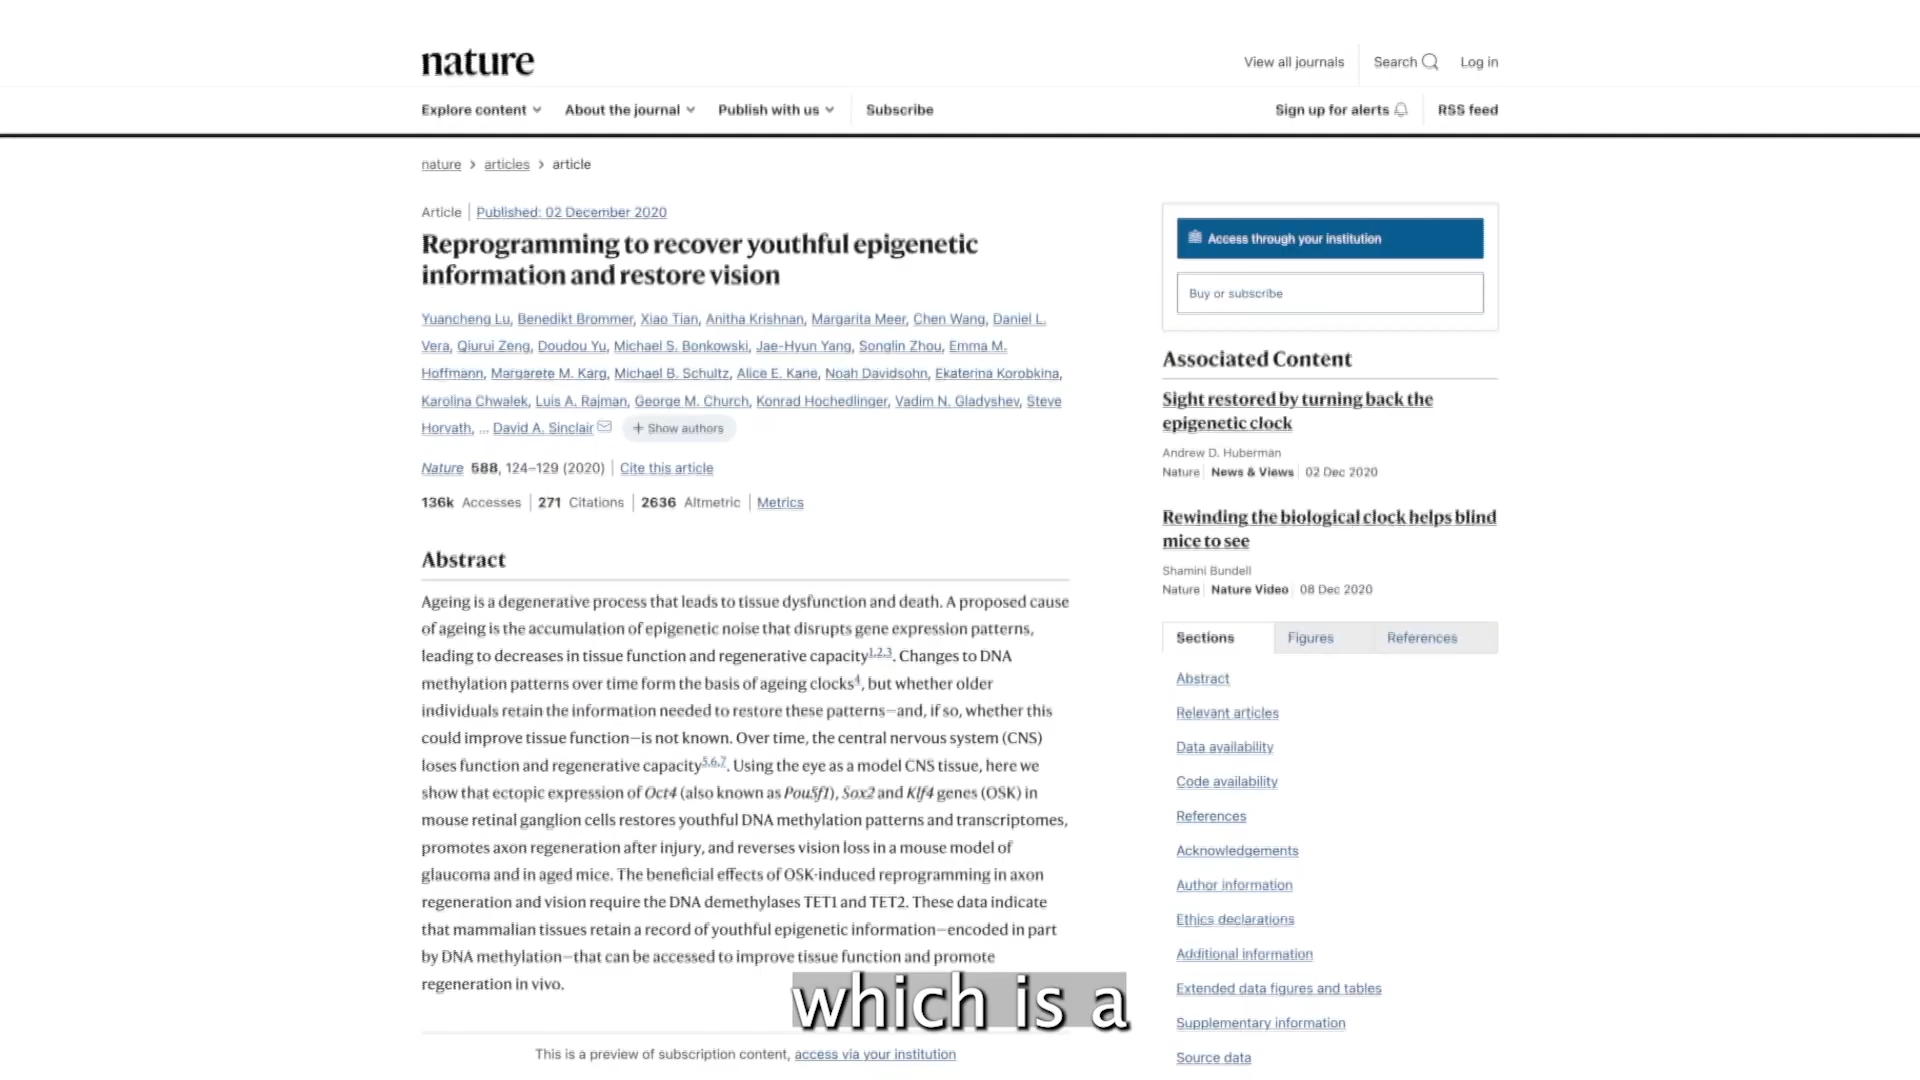 nature
View all journals
Search
Log in
Explore content
About the journal
Publish with us
Subscribe
Sign up for alerts
RSS feed
nature > articles > article
Article | Published: 02 December 2020
Reprogramming to recover youthful epigenetic
information and restore vision
Yuancheng Lu, Benedikt Brommer, Xiao Tian, Anitha Krishnan, Margarita Meer, Chen Wang, Daniel L.
Vera, Qiurui Zeng, Doudou Yu, Michael S. Bonkowski, Jae-Hyun Yang, Songlin Zhou, Emma M.
Hoffmann, Margarete M. Karg, Michael B. Schultz, Alice E. Kane, Noah Davidsohn, Ekaterina Korobkina,
Karolina Chwalek, Luis A. Rajman, George M. Church, Konrad Hochedlinger, Vadim N. Gladyshev, Steve
Horvath, ... David A. Sinclair + Show authors
Nature 588, 124–129 (2020) | Cite this article
136k Accesses | 271 Citations | 2636 Altmetric | Metrics
Abstract
Ageing is a degenerative process that leads to tissue dysfunction and death. A proposed cause
of ageing is the accumulation of epigenetic noise that disrupts gene expression patterns,
leading to decreases in tissue function and regenerative capacity1,2,3. Changes to DNA
methylation patterns over time form the basis of ageing clocks4, but whether older
individuals retain the information needed to restore these patterns—and, if so, whether this
could improve tissue function—is not known. Over time, the central nervous system (CNS)
loses function and regenerative capacity5,6,7. Using the eye as a model CNS tissue, here we
show that ectopic expression of Oct4 (also known as Pou5f1), Sox2 and Klf4 genes (OSK) in
mouse retinal ganglion cells restores youthful DNA methylation patterns and transcriptomes,
promotes axon regeneration after injury, and reverses vision loss in a mouse model of
glaucoma and in aged mice. The beneficial effects of OSK-induced reprogramming in axon
regeneration and vision require the DNA demethylases TET1 and TET2. These data indicate
that mammalian tissues retain a record of youthful epigenetic information—encoded in part
by DNA methylation—that can be accessed to improve tissue function and promote
regeneration in vivo.
which is a
This is a preview of subscription content, access via your institution
Access through your institution
Buy or subscribe
Associated Content
Sight restored by turning back the
epigenetic clock
Andrew D. Huberman
Nature | News & Views | 02 Dec 2020
Rewinding the biological clock helps blind
mice to see
Shamini Bundell
Nature | Nature Video | 08 Dec 2020
Sections
Figures
References
Abstract
Relevant articles
Data availability
Code availability
References
Acknowledgements
Author information
Ethics declarations
Additional information
Extended data figures and tables
Supplementary information
Source data